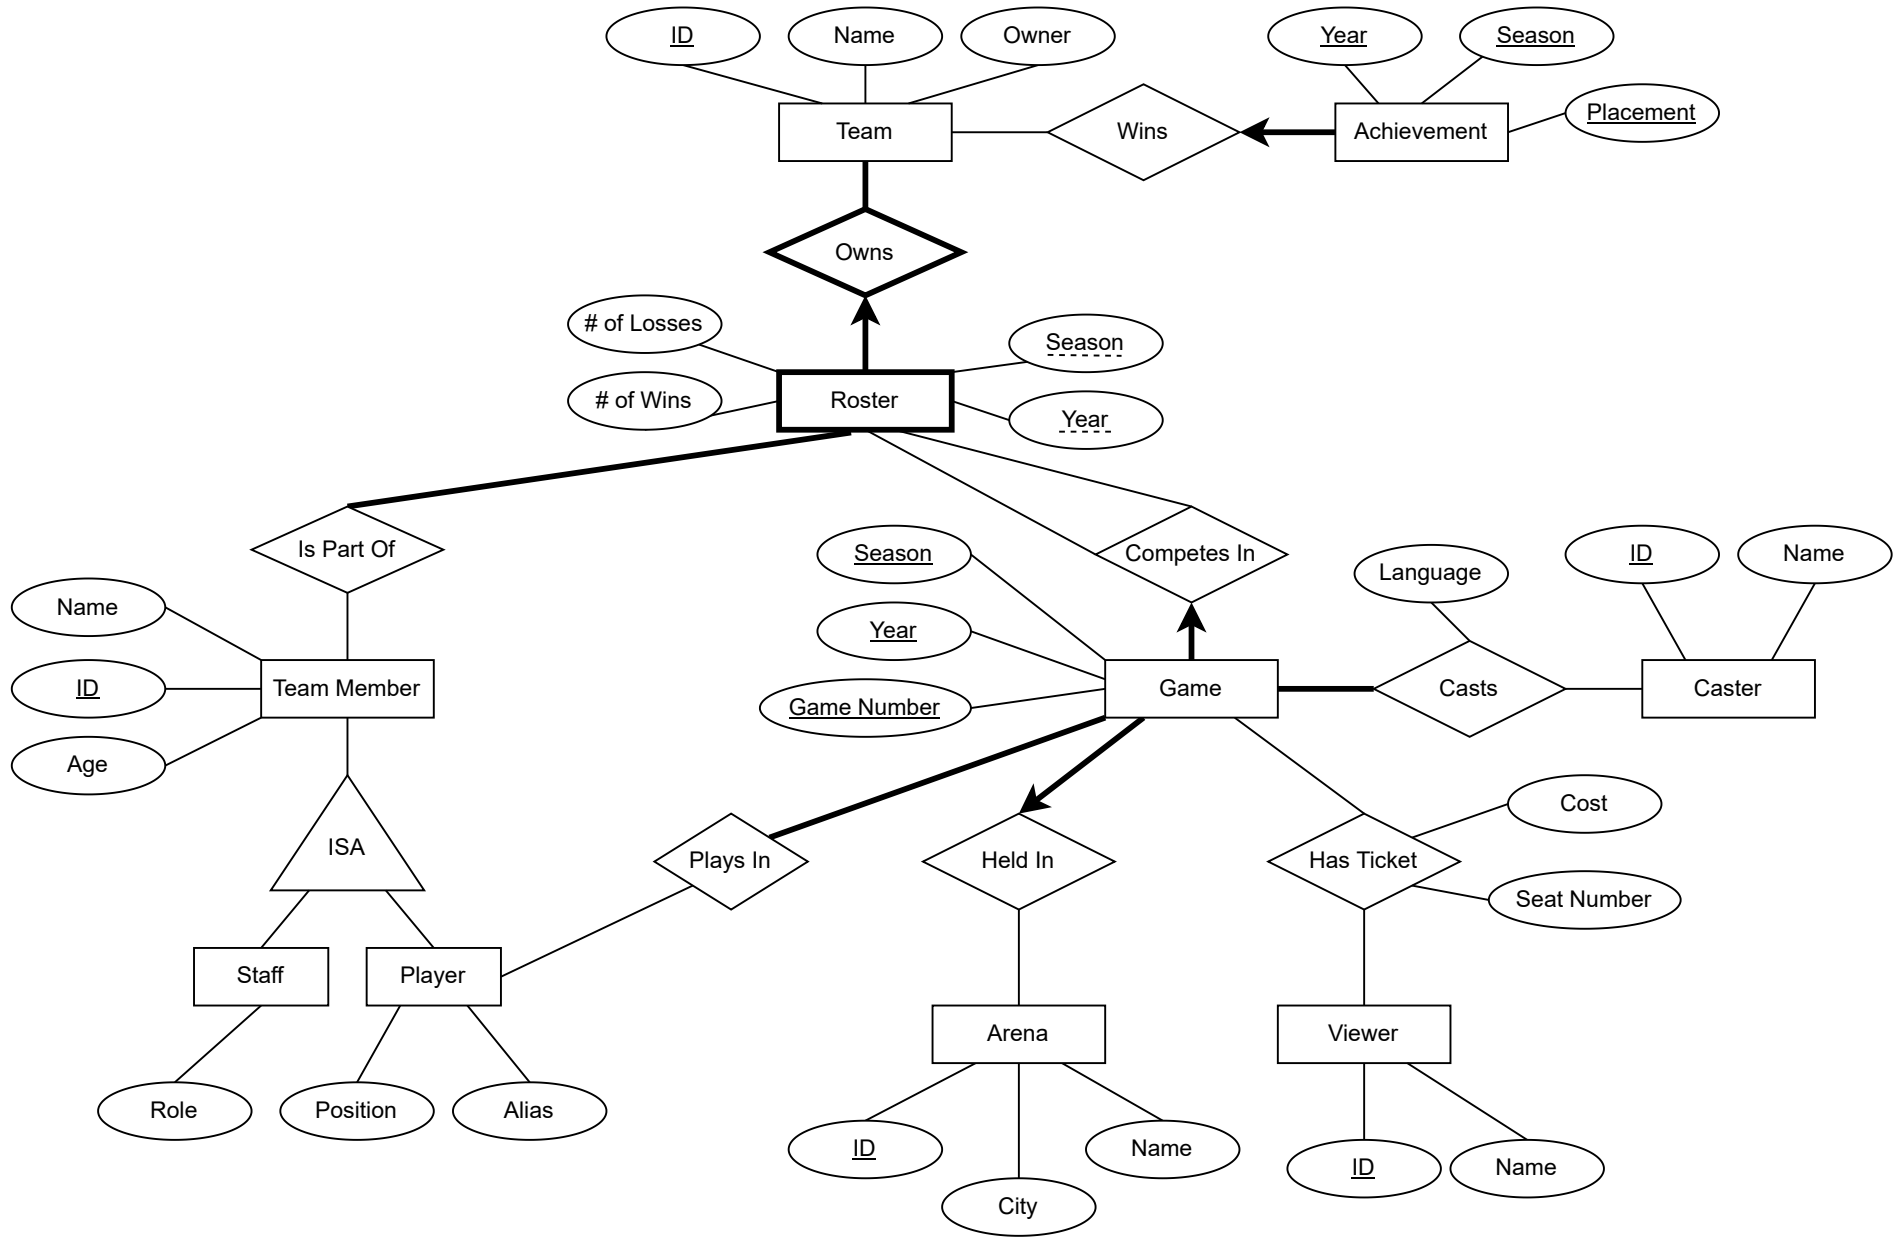 ID
Name
Owner
Year
Season
Placement
Team
Wins
Achievement
Owns
# of Losses
Season
# of Wins
Roster
Year
Is Part Of
Season
Competes In
Language
ID
Name
Name
Year
ID
Team Member
Game Number
Game
Casts
Caster
Age
Cost
ISA
Plays In
Held In
Has Ticket
Seat Number
Staff
Player
Arena
Viewer
Role
Position
Alias
ID
Name
ID
Name
City